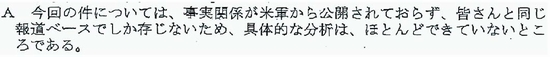 A 今回の件については、事実関係が米軍から公開されておらず、皆さんと同じ
報道ベースでしか存じないため、具体的な分析は、ほとんどできていないとこ
ろである。